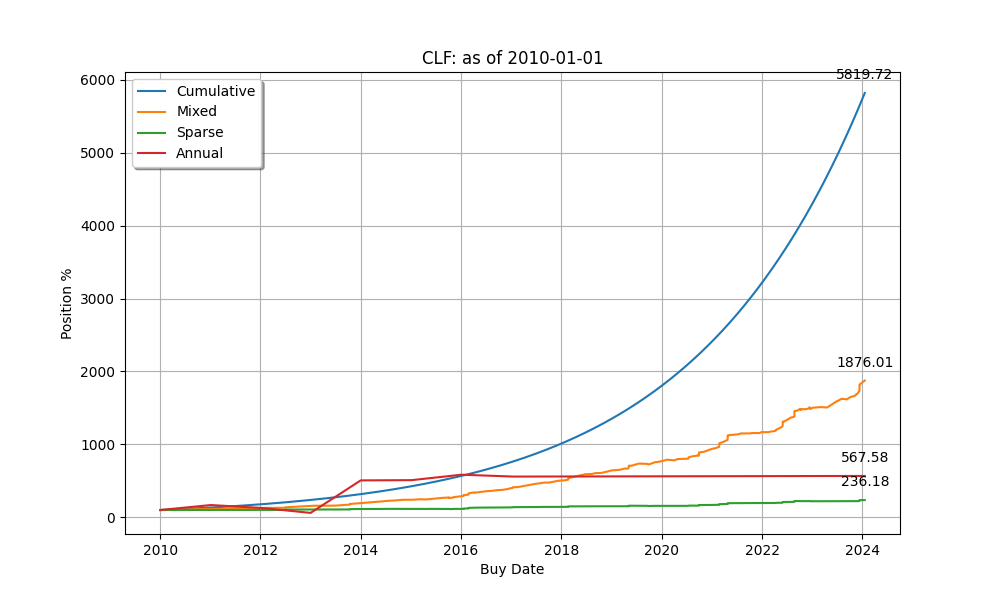 CLF: as of 2010-01-01
Cumulative
Mixed
Sparse
Annual
5819.72
1876.01
567.58
236.18
Position %
6000
5000
4000
3000
2000
1000
0
2010 2012 2014 2016 2018 2020 2022 2024
Buy Date